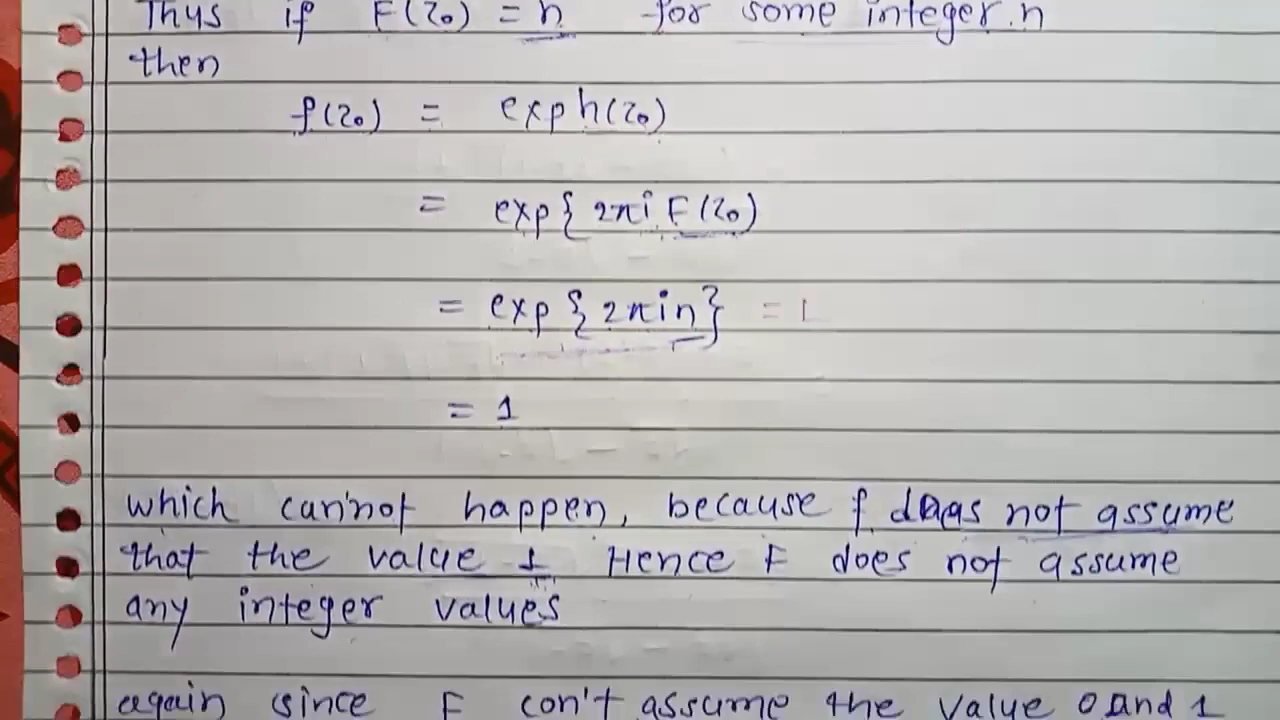 Thus if F(z₀) = n for some integer n
then
f(z₀) = exp h(z₀)
= exp{ 2πi F(z₀)
= exp { 2πin} = 1
= 1
which cannot happen, because f does not assume
that the value 1 Hence F does not assume
any integer values
again since F con't assume the value 0 and 1